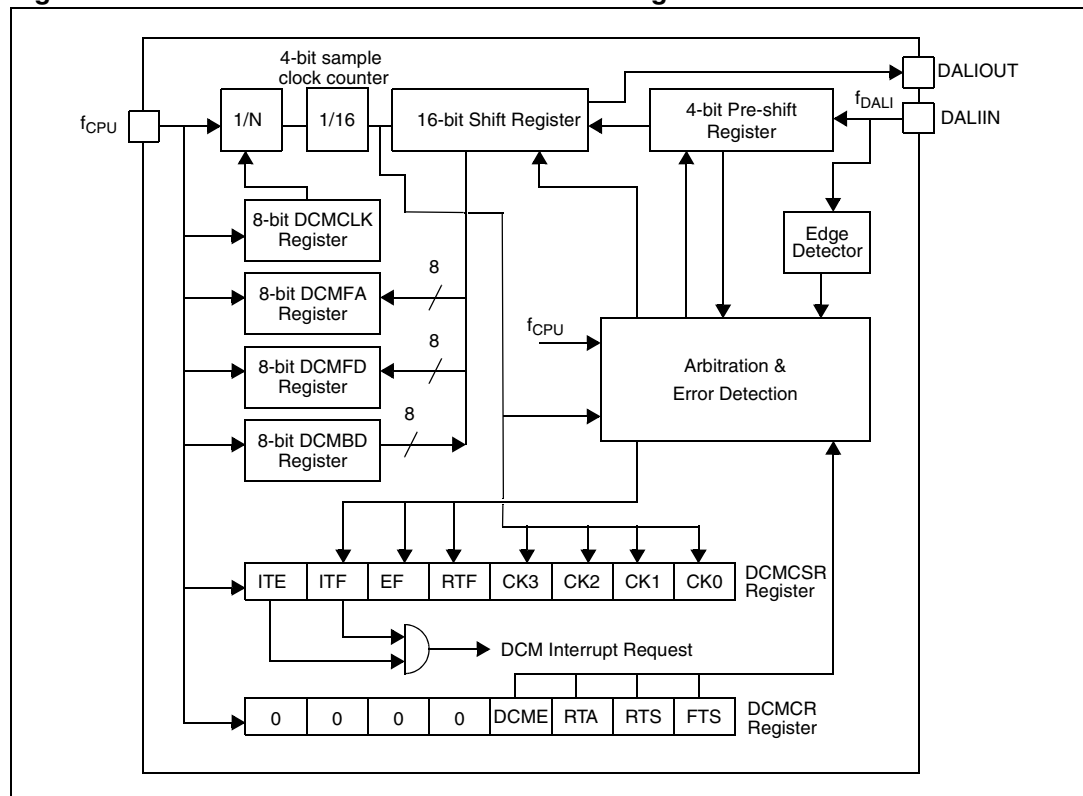 4-bit sample
clock counter
DALIOUT
fDALI
DALIIN
fCPU
1/N
1/16
16-bit Shift Register
4-bit Pre-shift
Register
8-bit DCMCLK
Register
Edge
Detector
8-bit DCMFA
Register
8
fCPU
8-bit DCMFD
Register
8
Arbitration &
Error Detection
8-bit DCMBD
Register
8
ITE ITF EF RTF CK3 CK2 CK1 CK0
DCMCSR
Register
DCM Interrupt Request
0 0 0 0 DCME RTA RTS FTS
DCMCR
Register